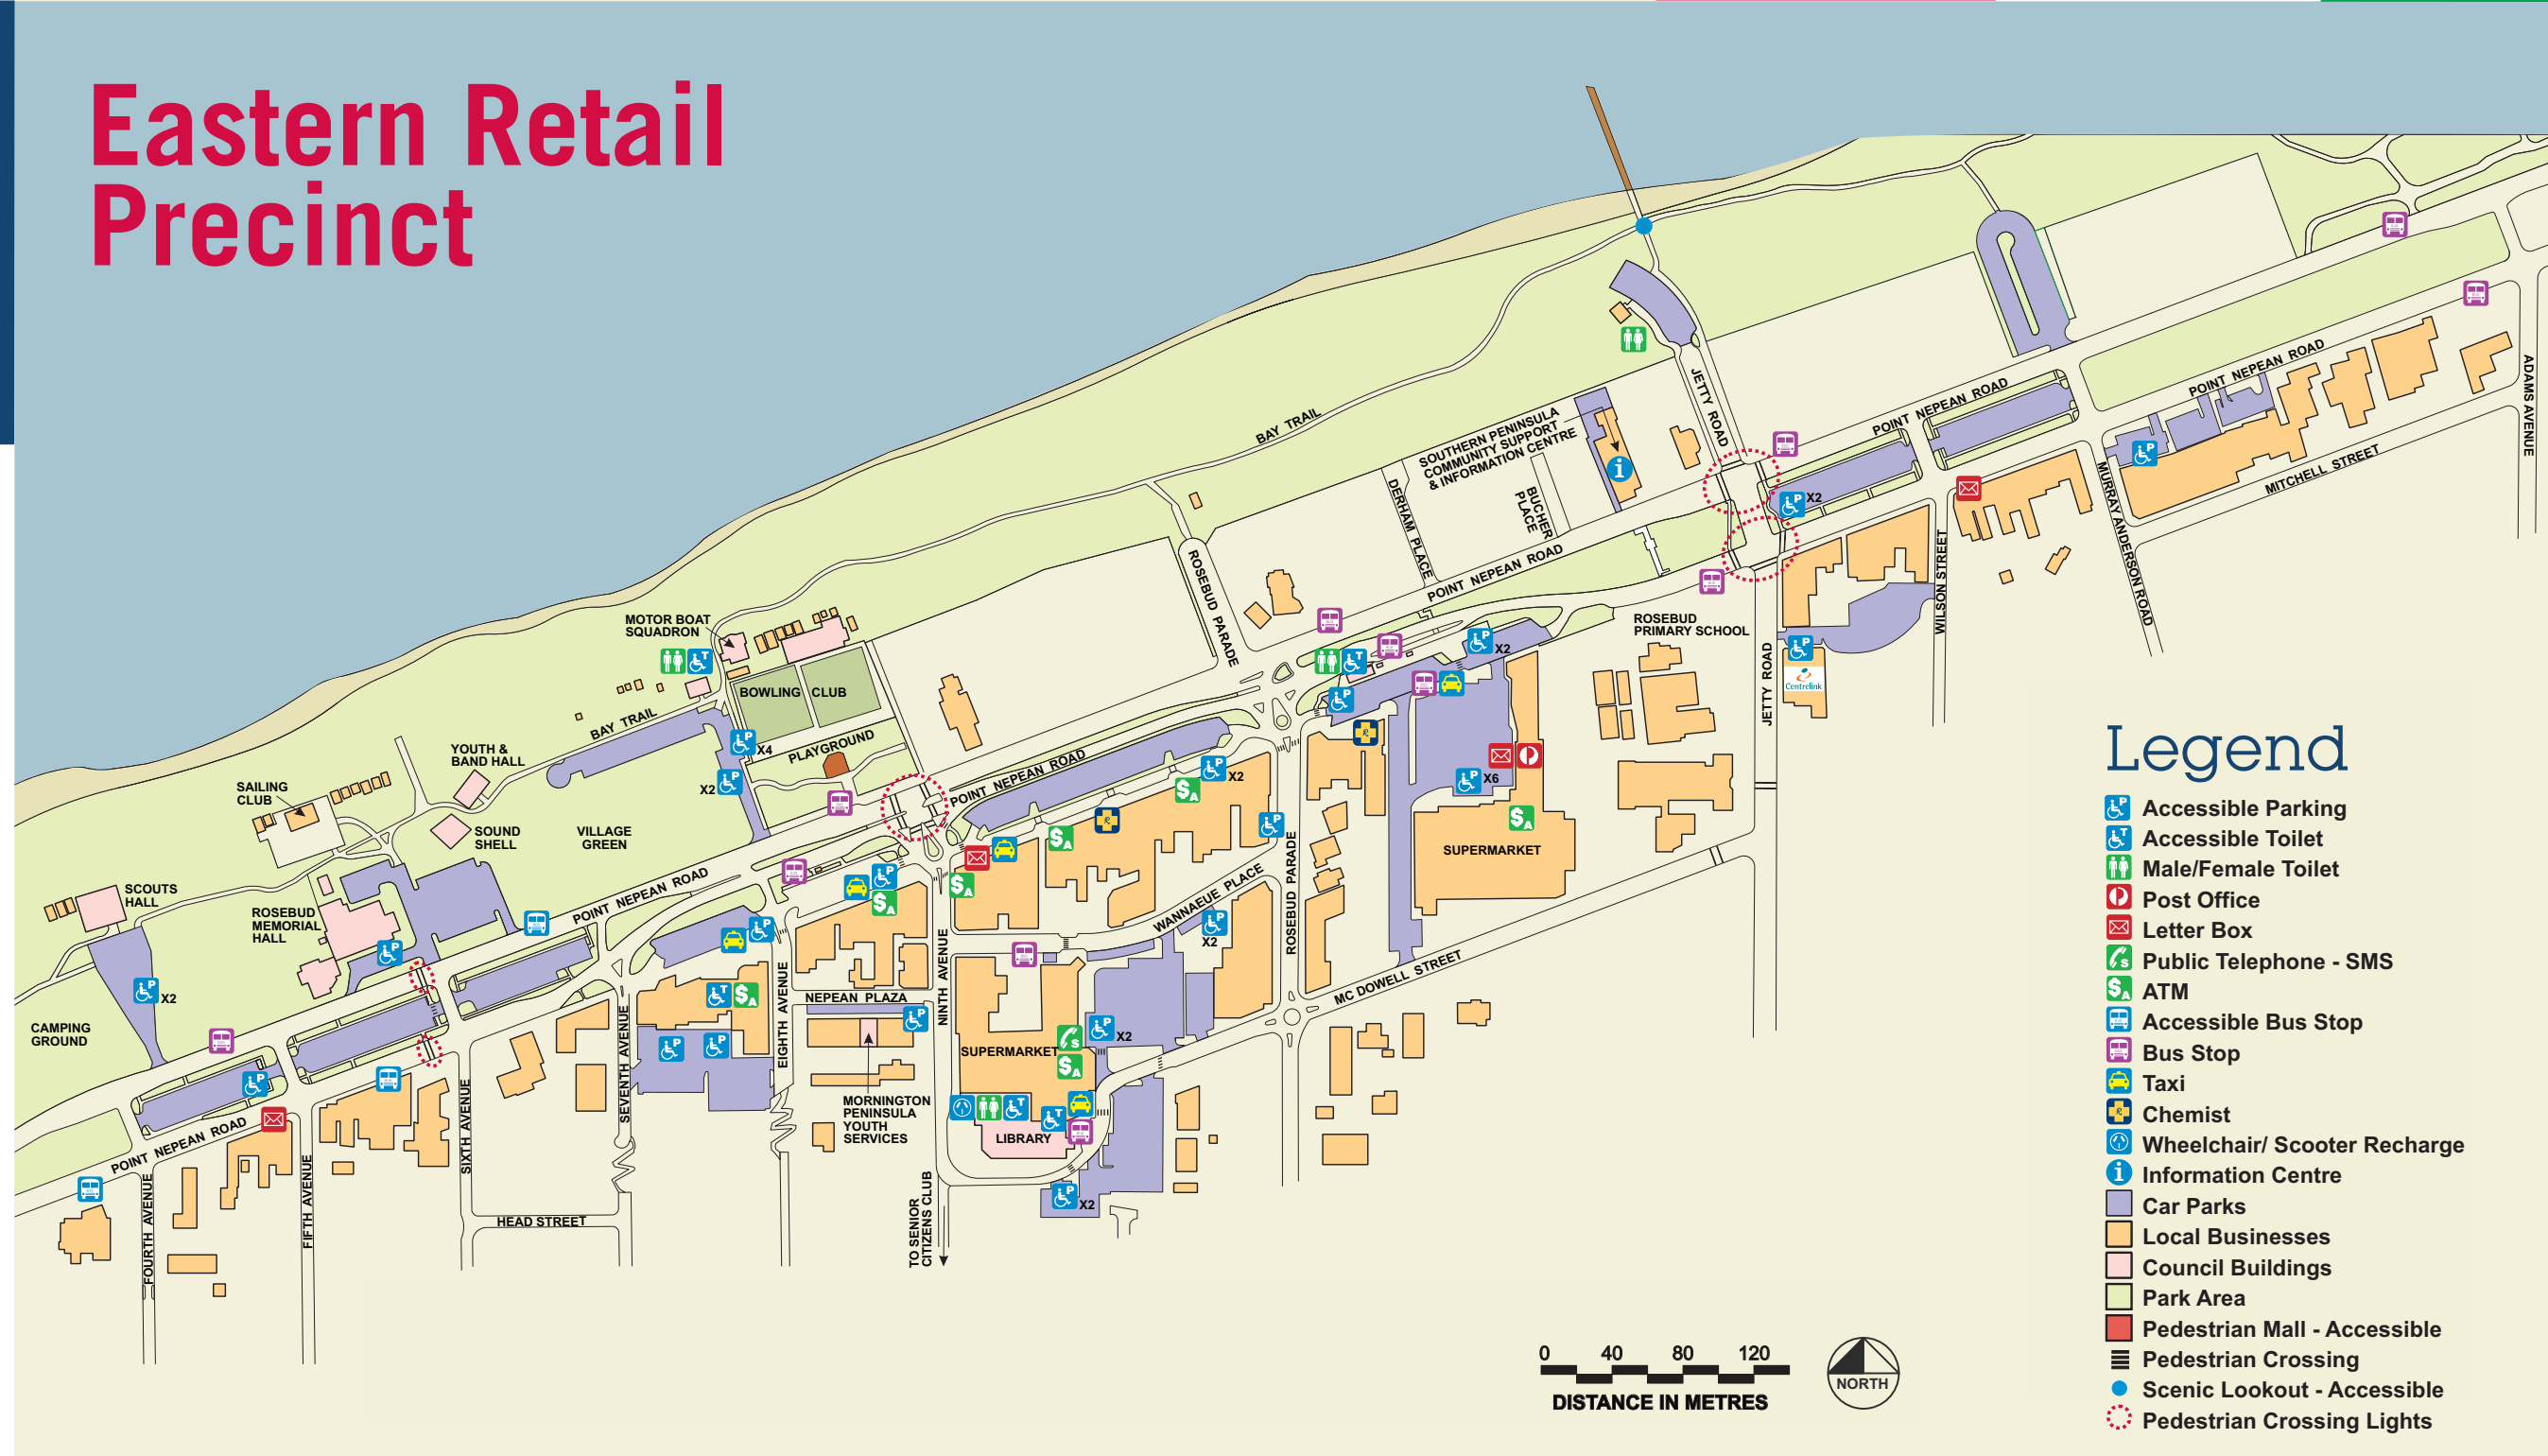 Eastern Retail
Precinct
JETTY ROAD
POINT NEPEAN ROAD
POINT NEPEAN ROAD
ADAMS AVENUE
BAY TRAIL
SOUTHERN PENINSULA
COMMUNITY SUPPORT
& INFORMATION CENTRE
i
X2
MITCHELL STREET
MURRAY ANDERSON ROAD
DERHAM PLACE
BUCHER
PLACE
WILSON STREET
POINT NEPEAN ROAD
ROSEBUD PARADE
MOTOR BOAT
SQUADRON
ROSEBUD
PRIMARY SCHOOL
X2
JETTY ROAD
Centrelink
BOWLING CLUB
BAY TRAIL
PLAYGROUND
X4
X2
YOUTH &
BAND HALL
SAILING
CLUB
SOUND
SHELL
VILLAGE
GREEN
POINT NEPEAN ROAD
X2
X6
SUPERMARKET
ROSEBUD PARADE
WANNAEUE PLACE
X2
SCOUTS
HALL
ROSEBUD
MEMORIAL
HALL
POINT NEPEAN ROAD
X2
CAMPING
GROUND
MC DOWELL STREET
NEPEAN PLAZA
NINTH AVENUE
EIGHTH AVENUE
SEVENTH AVENUE
SIXTH AVENUE
X2
SUPERMARKET
MORNINGTON
PENINSULA
YOUTH
SERVICES
LIBRARY
POINT NEPEAN ROAD
FOURTH AVENUE
FIFTH AVENUE
HEAD STREET
TO SENIOR
CITIZENS CLUB
X2
0 40 80 120
DISTANCE IN METRES
NORTH
Legend
Accessible Parking
Accessible Toilet
Male/Female Toilet
Post Office
Letter Box
Public Telephone - SMS
ATM
Accessible Bus Stop
Bus Stop
Taxi
Chemist
Wheelchair/ Scooter Recharge
Information Centre
Car Parks
Local Businesses
Council Buildings
Park Area
Pedestrian Mall - Accessible
Pedestrian Crossing
Scenic Lookout - Accessible
Pedestrian Crossing Lights